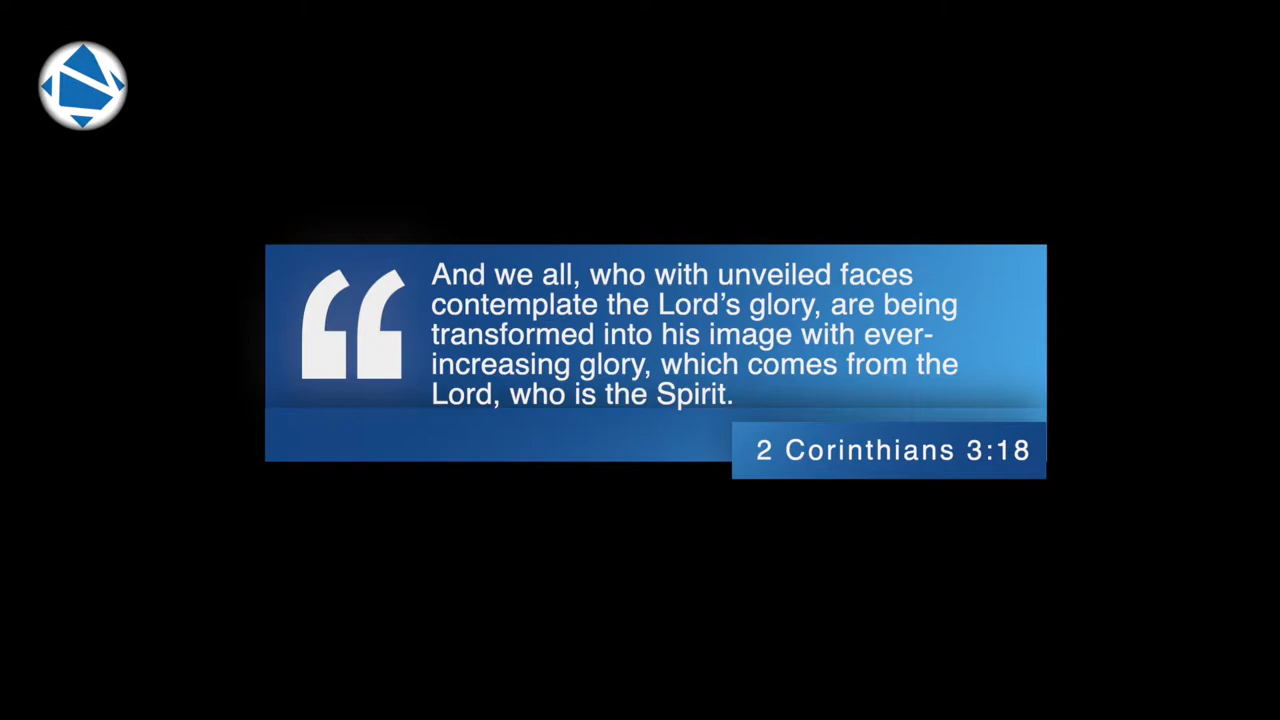 And we all, who with unveiled faces
contemplate the Lord’s glory, are being
transformed into his image with ever-
increasing glory, which comes from the
Lord, who is the Spirit.
2 Corinthians 3:18